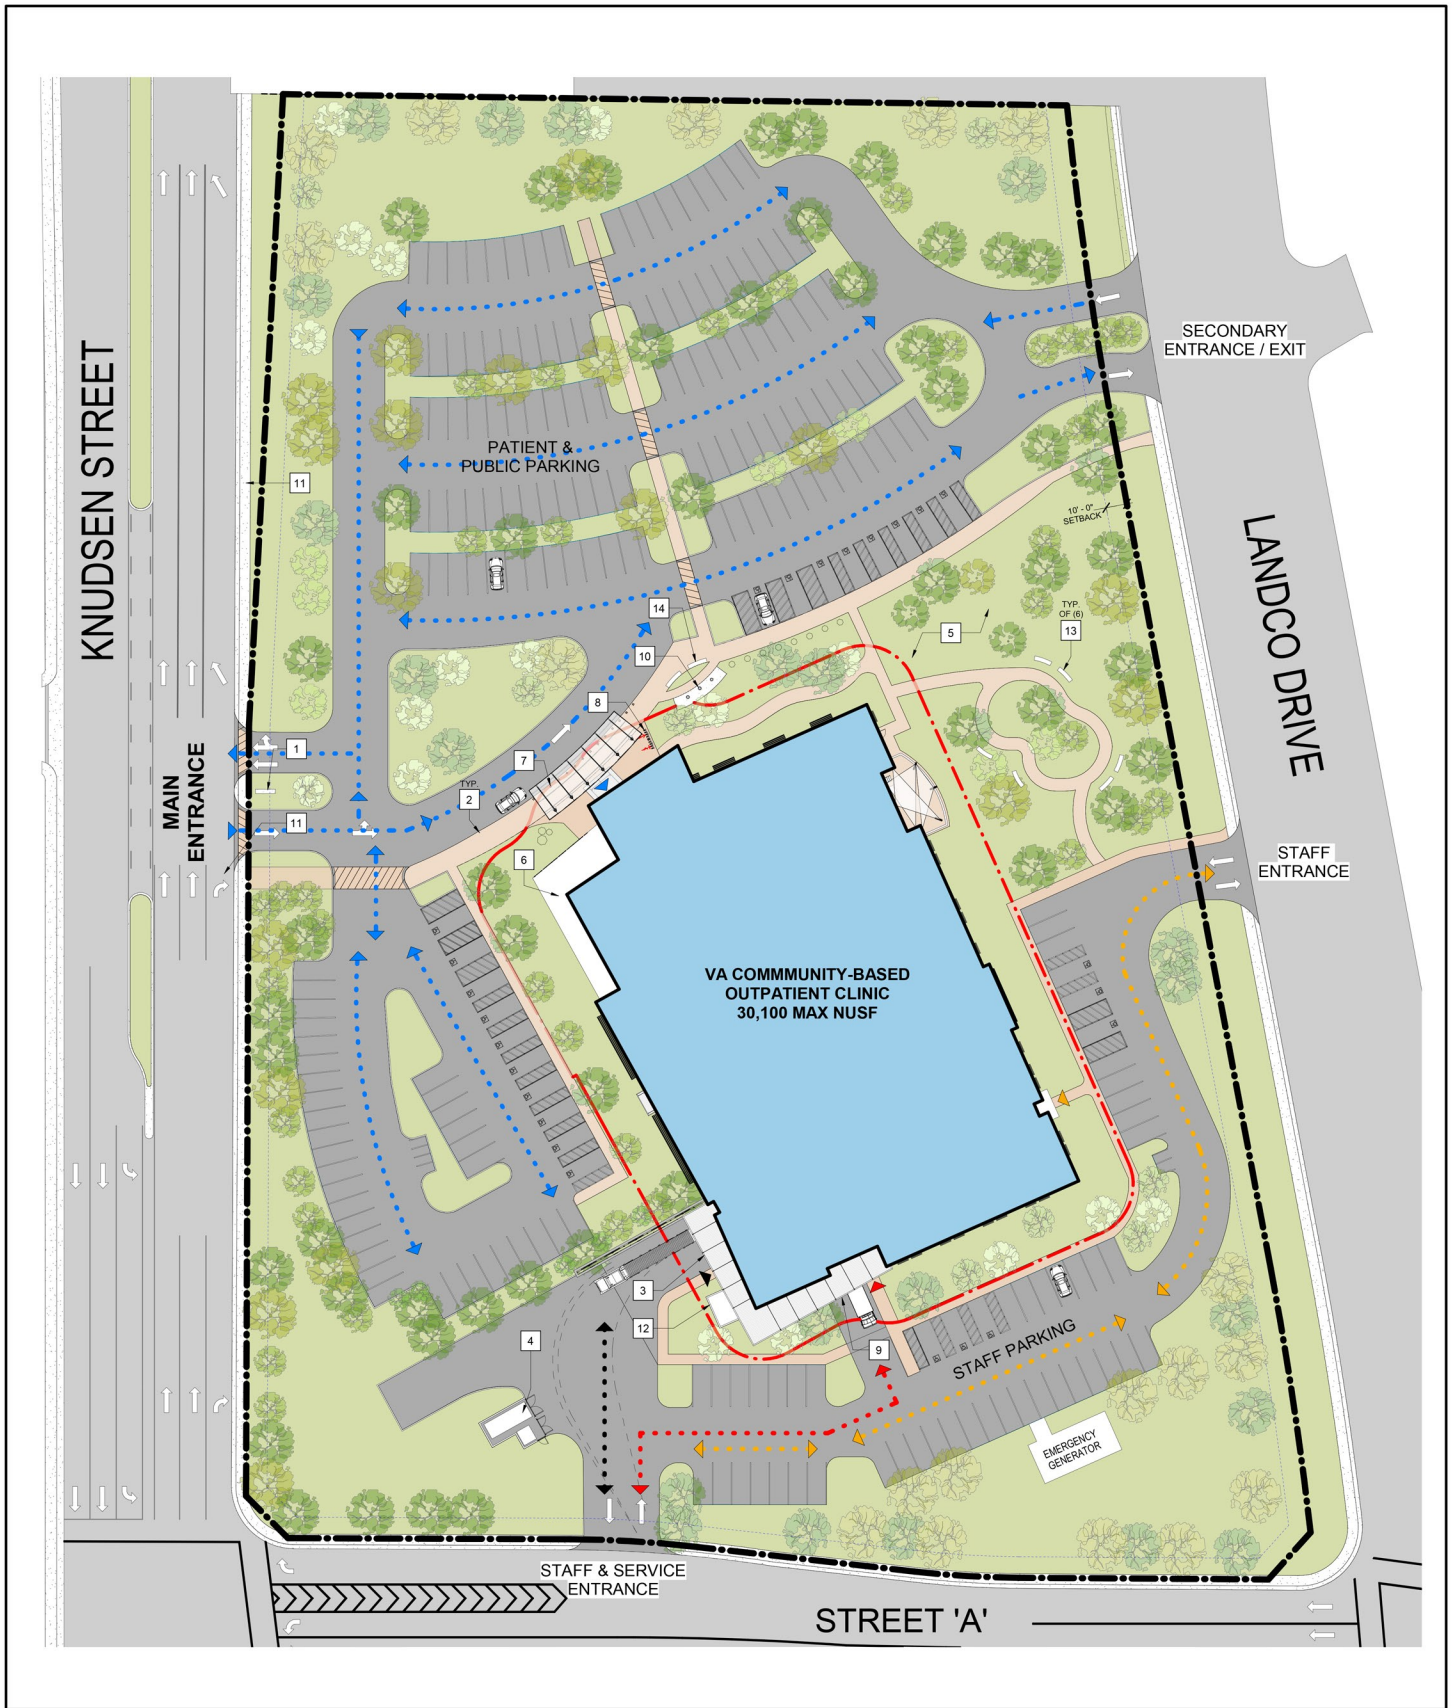 SECONDARY
ENTRANCE / EXIT
KNUDSEN STREET
PATIENT &
PUBLIC PARKING
11
10' - 0"
SETBACK
LANDCO DRIVE
14
TYP.
OF (6)
13
5
10
8
1
MAIN
ENTRANCE
7
TYP.
2
11
6
STAFF
ENTRANCE
VA COMMMUNITY-BASED
OUTPATIENT CLINIC
30,100 MAX NUSF
3
12
4
9
STAFF PARKING
EMERGENCY
GENERATOR
STAFF & SERVICE
ENTRANCE
STREET 'A'